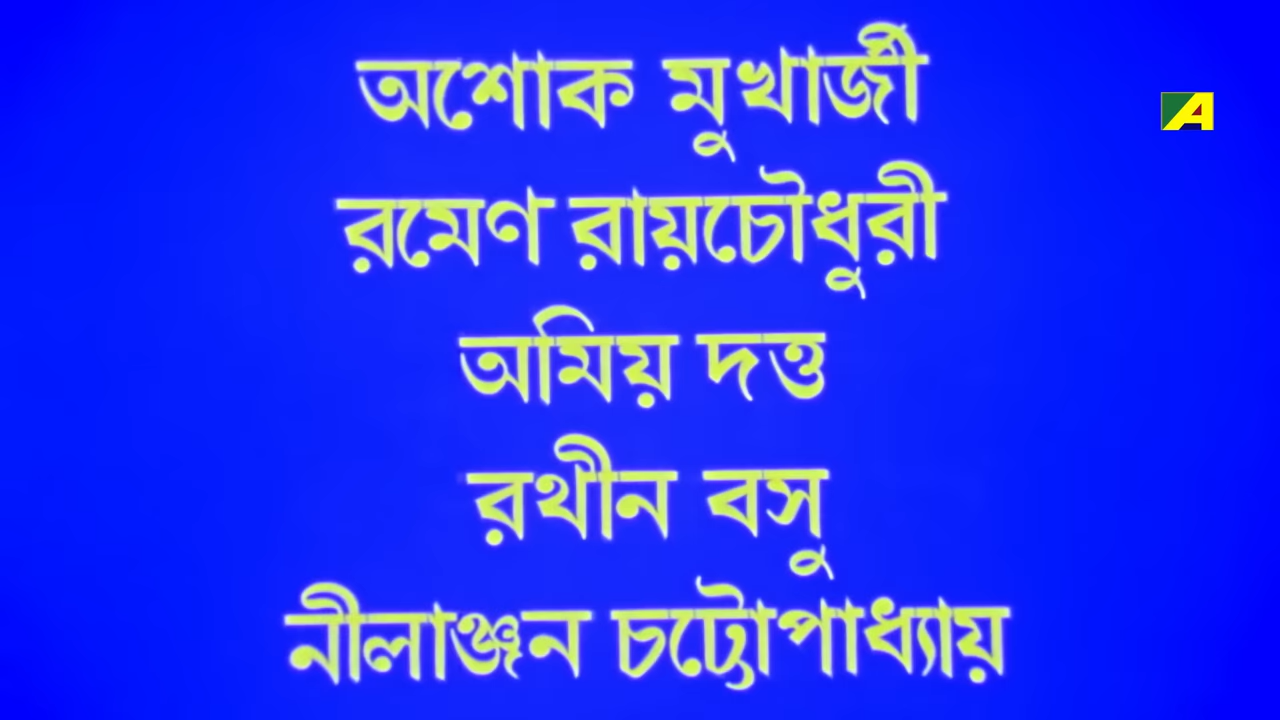 অশোক মুখার্জী
রমেণ রায়চৌধুরী
অমিয় দত্ত
রথীন বসু
নীলাঞ্জন চট্টোপাধ্যায়